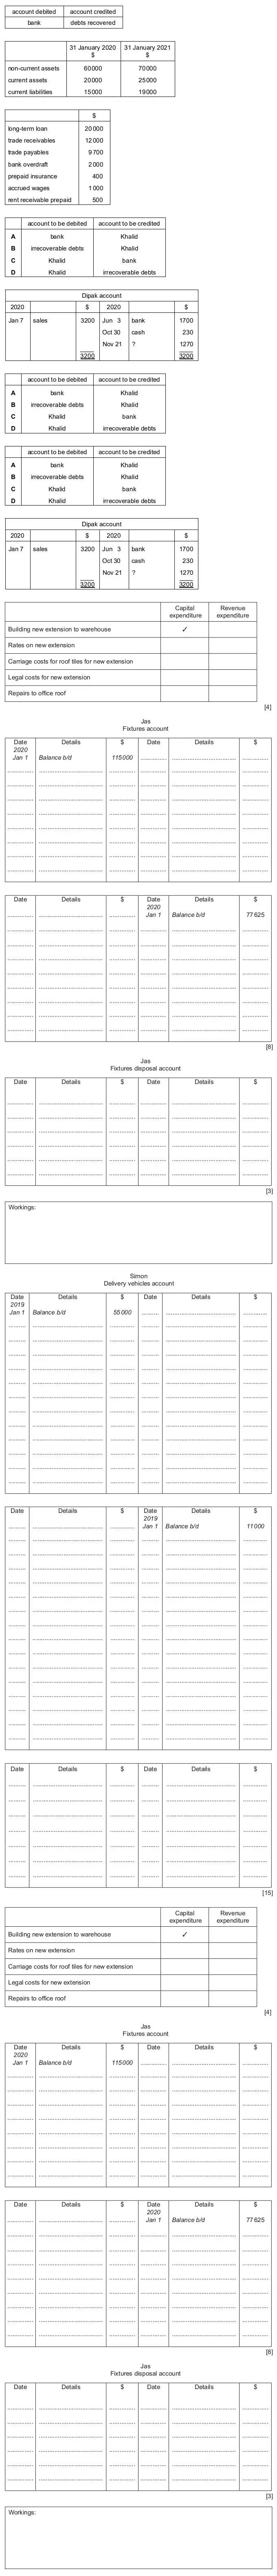 account debited account credited
bank debts recovered
31 January 2020 31 January 2021
$ $
non-current assets 60000 70000
current assets 20000 25000
current liabilities 15000 19000
$
long-term loan 20000
trade receivables 12000
trade payables 9700
bank overdraft 2000
prepaid insurance 400
accrued wages 1000
rent receivable prepaid 500
account to be debited account to be credited
A bank Khalid
B irrecoverable debts Khalid
C Khalid bank
D Khalid irrecoverable debts
Dipak account
2020 $ 2020 $
Jan 7 sales 3200 Jun 3 bank 1700
Oct 30 cash 230
Nov 21 ? 1270
3200 3200
account to be debited account to be credited
A bank Khalid
B irrecoverable debts Khalid
C Khalid bank
D Khalid irrecoverable debts
account to be debited account to be credited
A bank Khalid
B irrecoverable debts Khalid
C Khalid bank
D Khalid irrecoverable debts
Dipak account
2020 $ 2020 $
Jan 7 sales 3200 Jun 3 bank 1700
Oct 30 cash 230
Nov 21 ? 1270
3200 3200
Capital Revenue
expenditure expenditure
Building new extension to warehouse ✓
Rates on new extension
Carriage costs for roof tiles for new extension
Legal costs for new extension
Repairs to office roof
[4]
Jas
Fixtures account
Date Details $ Date Details $
2020
Jan 1 Balance b/d 115000
Date Details $ Date Details $
2020
Jan 1 Balance b/d 77625
[8]
Jas
Fixtures disposal account
Date Details $ Date Details $
[3]
Workings:
Simon
Delivery vehicles account
Date Details $ Date Details $
2019
Jan 1 Balance b/d 55000
Date Details $ Date Details $
2019
Jan 1 Balance b/d 11000
Date Details $ Date Details $
[15]
Capital Revenue
expenditure expenditure
Building new extension to warehouse ✓
Rates on new extension
Carriage costs for roof tiles for new extension
Legal costs for new extension
Repairs to office roof
[4]
Jas
Fixtures account
Date Details $ Date Details $
2020
Jan 1 Balance b/d 115000
Date Details $ Date Details $
2020
Jan 1 Balance b/d 77625
[8]
Jas
Fixtures disposal account
Date Details $ Date Details $
[3]
Workings: